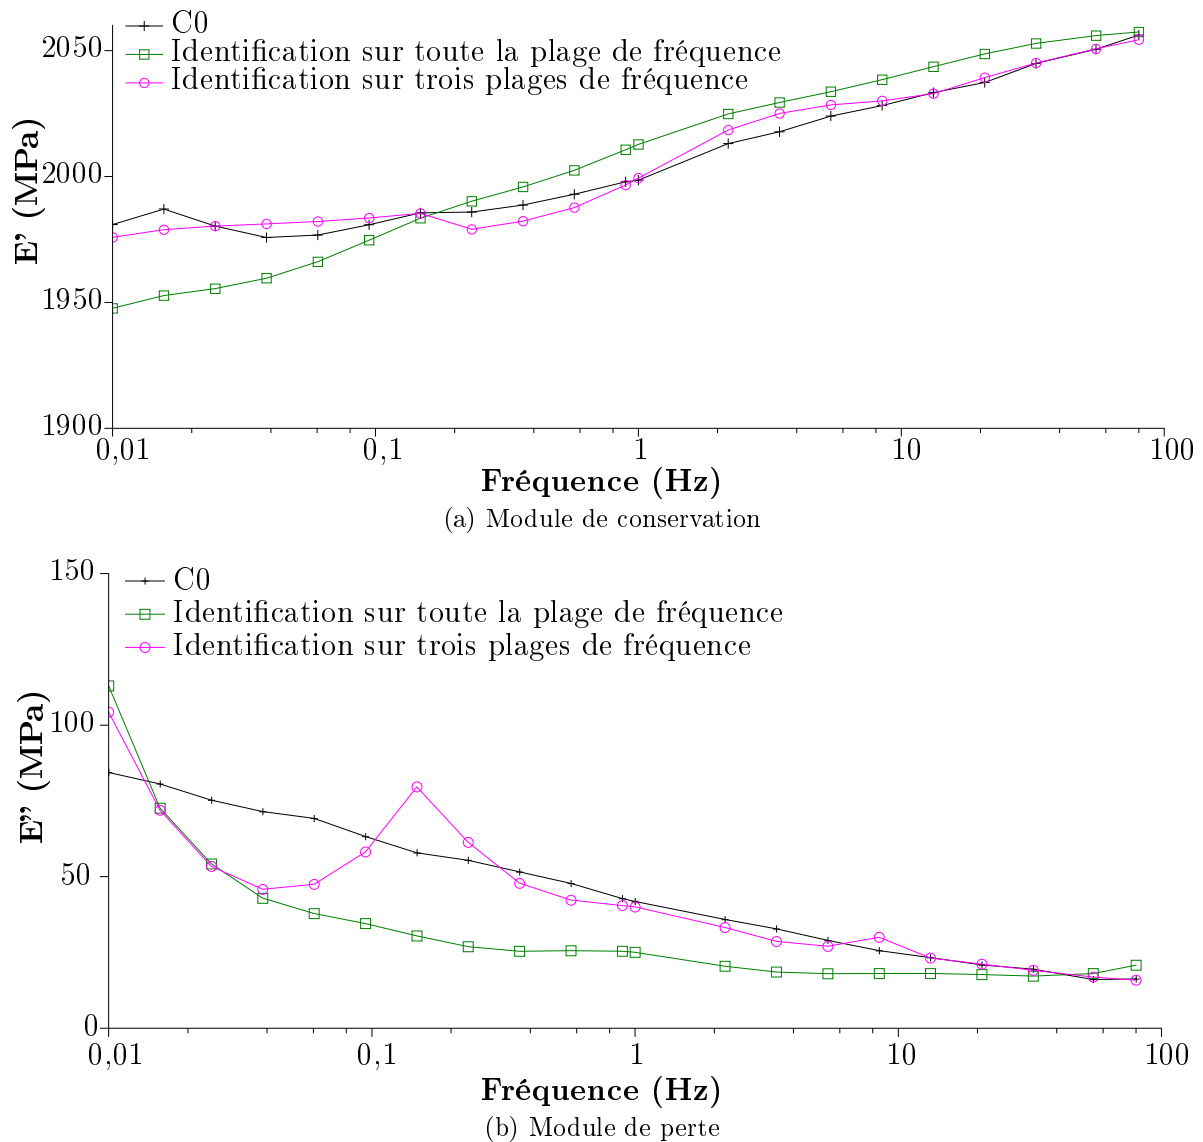 C0
Identification sur toute la plage de fréquence
Identification sur trois plages de fréquence
2050
2000
1950
1900
E' (MPa)
0,01 0,1 1 10 100
Fréquence (Hz)
(a) Module de conservation
C0
Identification sur toute la plage de fréquence
Identification sur trois plages de fréquence
150
100
50
0
E" (MPa)
0,01 0,1 1 10 100
Fréquence (Hz)
(b) Module de perte